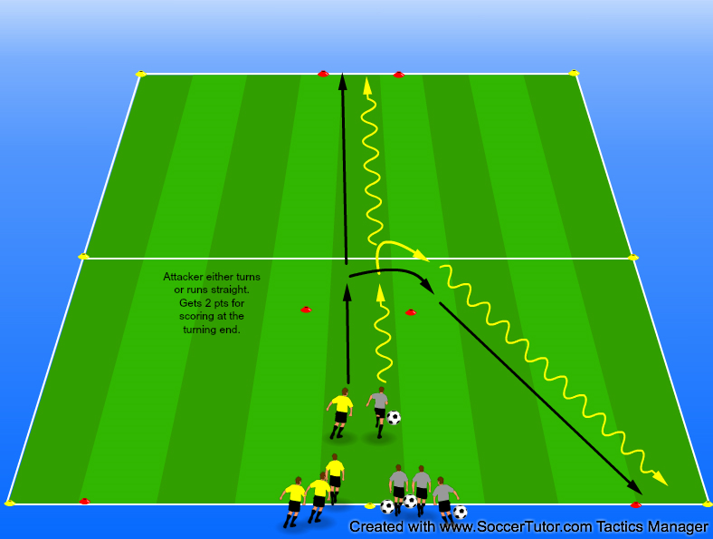 Attacker either turns
or runs straight.
Gets 2 pts for
scoring at the
turning end.
Created with www.SoccerTutor.com Tactics Manager